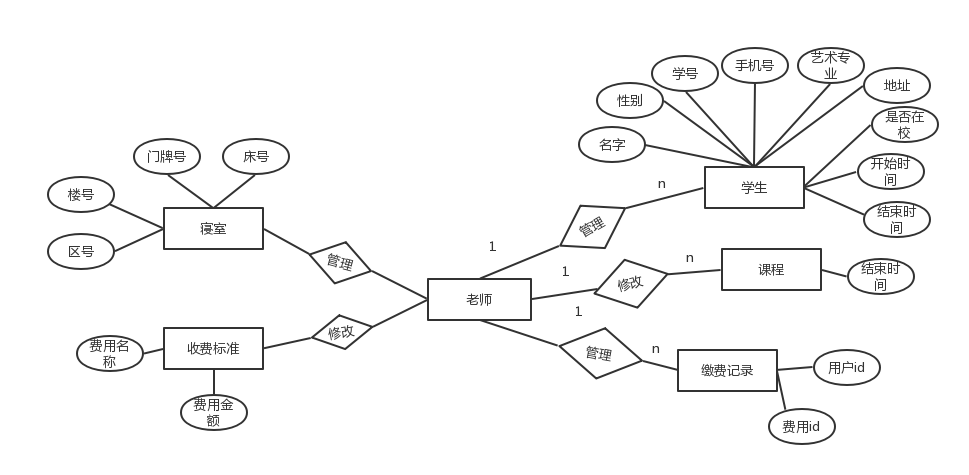 艺术专
业
手机号
学号
地址
性别
是否在
校
名字
门牌号
床号
开始时
间
n
学生
楼号
结束时
间
寝室
管理
1
区号
管理
n
课程
1
修改
结束时
间
老师
1
修改
费用名
称
收费标准
管理
n
缴费记录
用户id
费用金
额
费用id